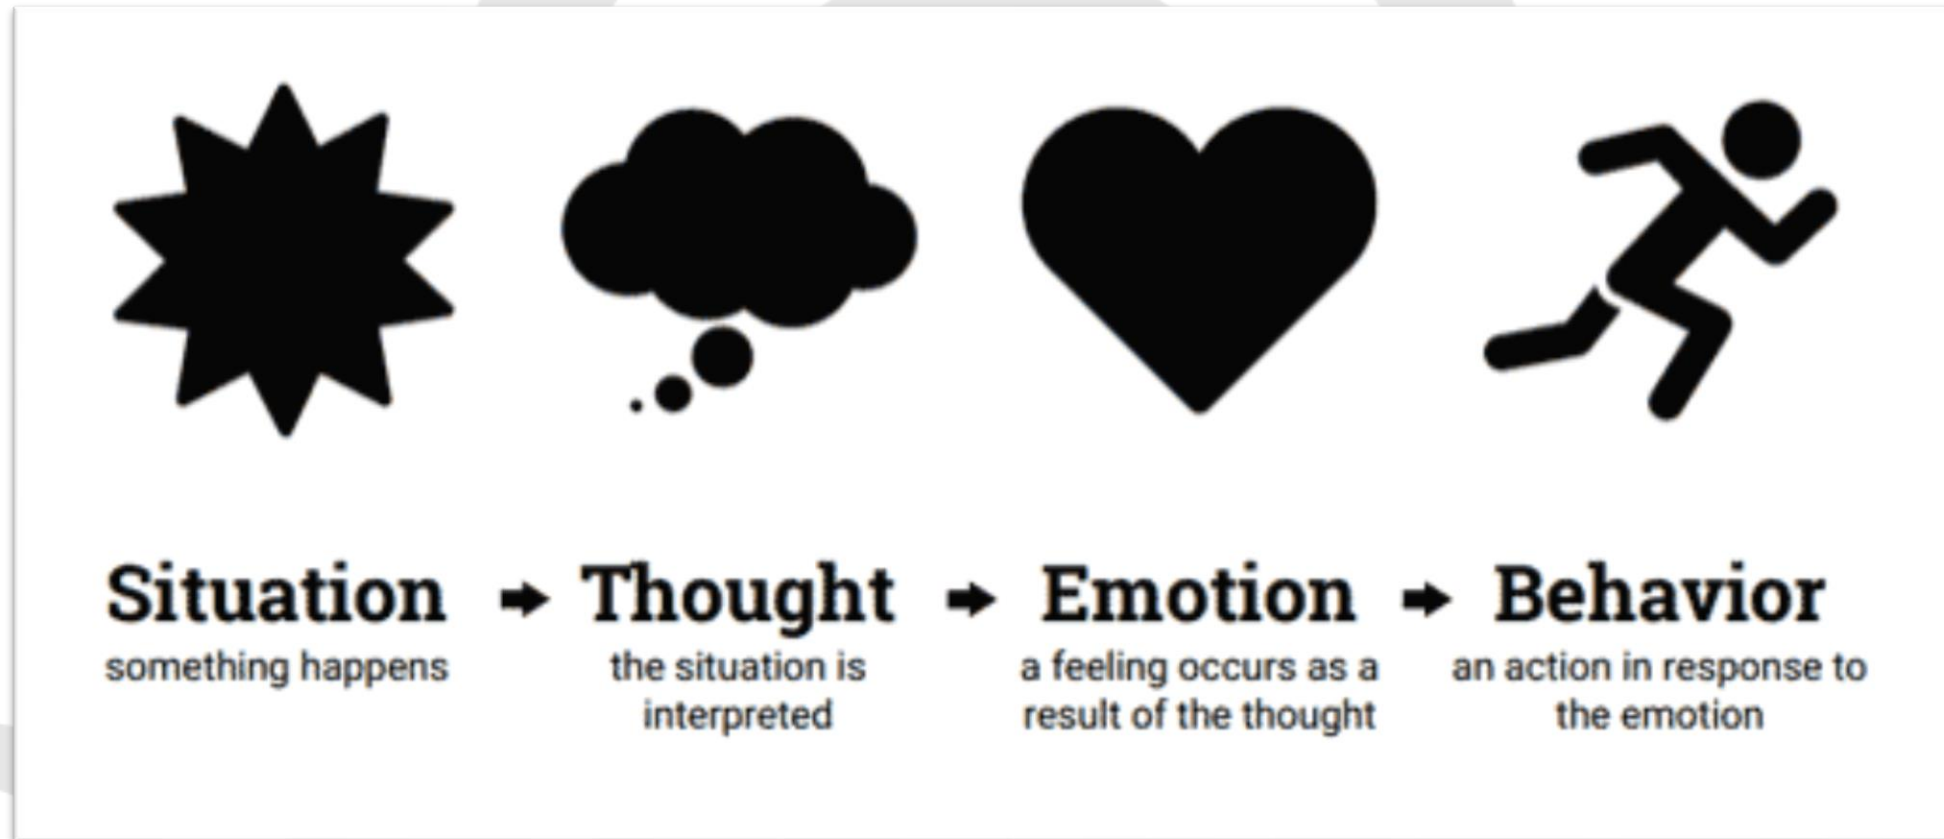 Situation → Thought → Emotion → Behavior
something happens
the situation is
interpreted
a feeling occurs as a
result of the thought
an action in response to
the emotion